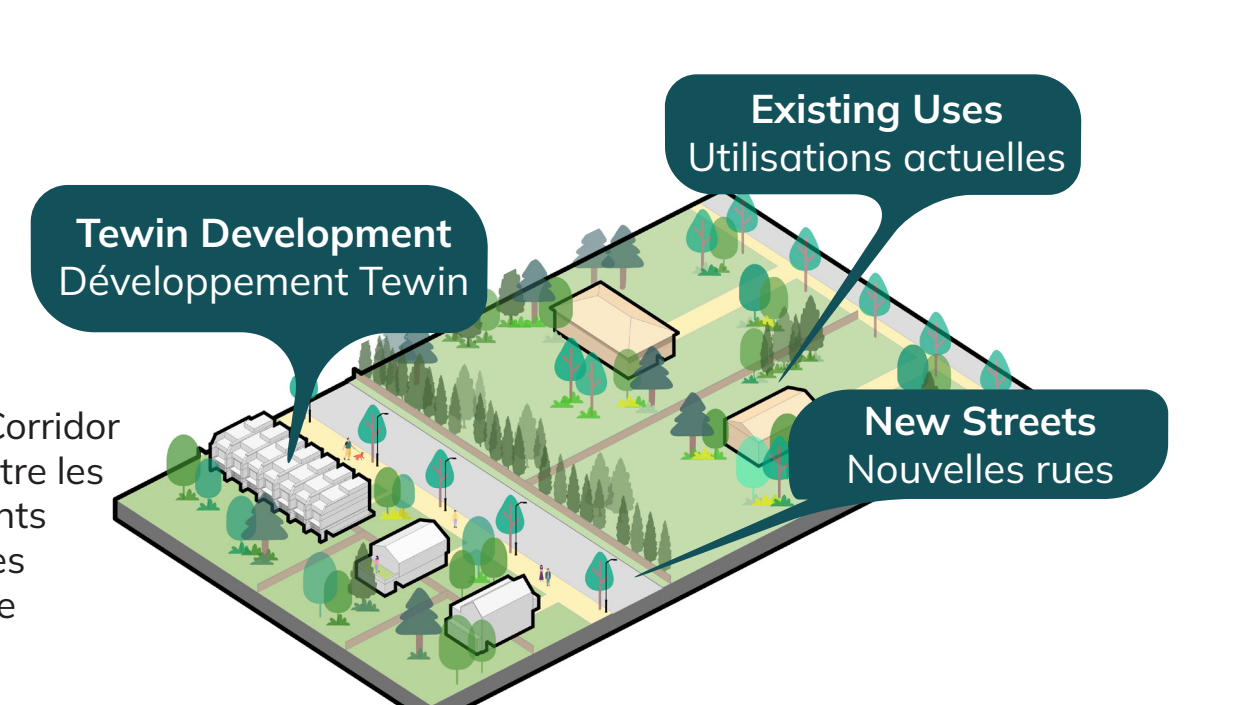 Existing Uses
Utilisations actuelles
Tewin Development
Développement Tewin
Corridor
tre les
nts
es
e
New Streets
Nouvelles rues